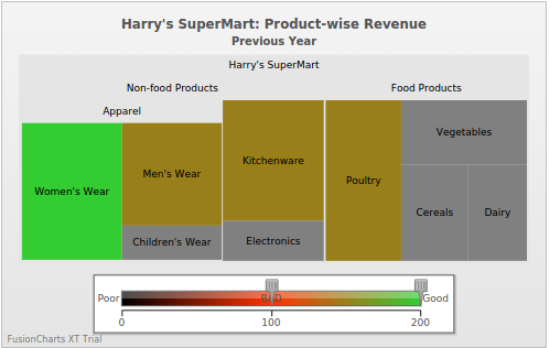 Harry's SuperMart: Product-wise Revenue
Previous Year
Harry's SuperMart
Non-food Products
Food Products
Apparel
Women's Wear
Men's Wear
Children's Wear
Kitchenware
Electronics
Poultry
Vegetables
Cereals
Dairy
Poor
Good
0
100
200
FusionCharts XT Trial